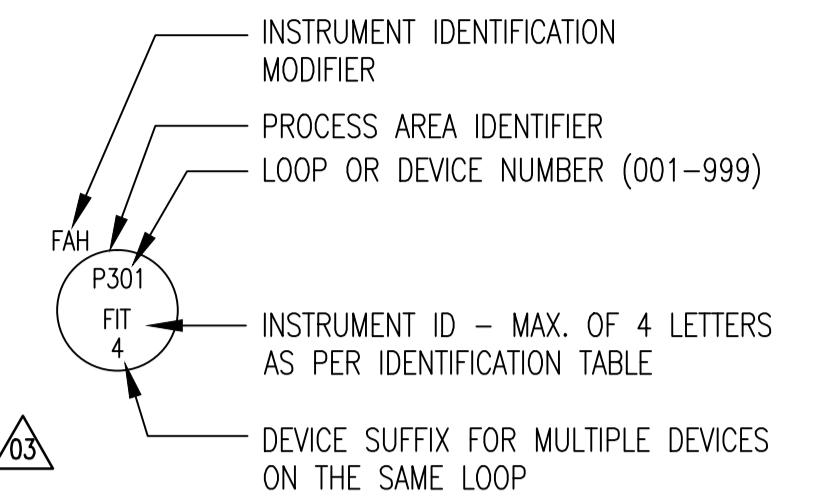 INSTRUMENT IDENTIFICATION
MODIFIER
PROCESS AREA IDENTIFIER
LOOP OR DEVICE NUMBER (001-999)
FAH
P301
FIT
4
INSTRUMENT ID - MAX. OF 4 LETTERS
AS PER IDENTIFICATION TABLE
03
DEVICE SUFFIX FOR MULTIPLE DEVICES
ON THE SAME LOOP